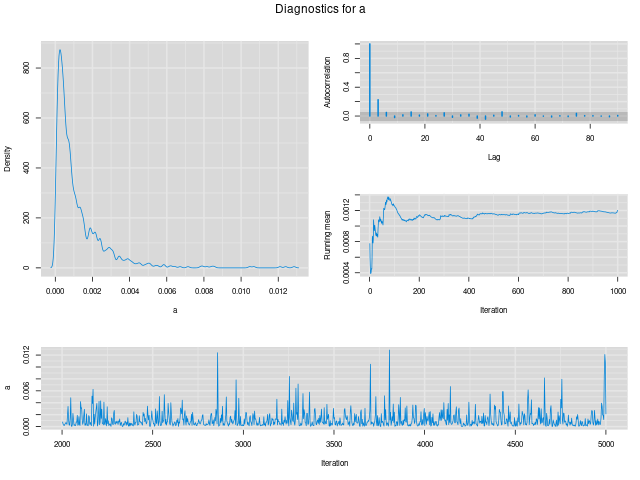 Diagnostics for a
Density
0 200 400 600 800
0.000 0.002 0.004 0.006 0.008 0.010 0.012
a
Autocorrelation
0.0 0.4 0.8
0 20 40 60 80
Lag
Running mean
0.0004 0.0008 0.0012
0 200 400 600 800 1000
Iteration
a
0.000 0.006 0.012
2000 2500 3000 3500 4000 4500 5000
Iteration